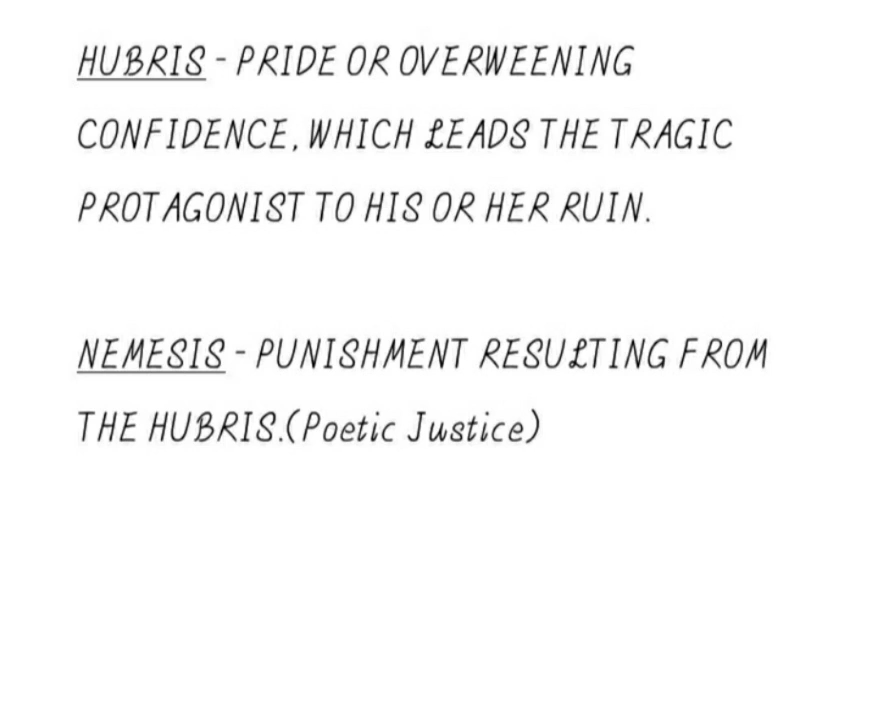 HUBRIS - PRIDE OR OVERWEENING
CONFIDENCE, WHICH LEADS THE TRAGIC
PROTAGONIST TO HIS OR HER RUIN.
NEMESIS - PUNISHMENT RESULTING FROM
THE HUBRIS.(Poetic Justice)